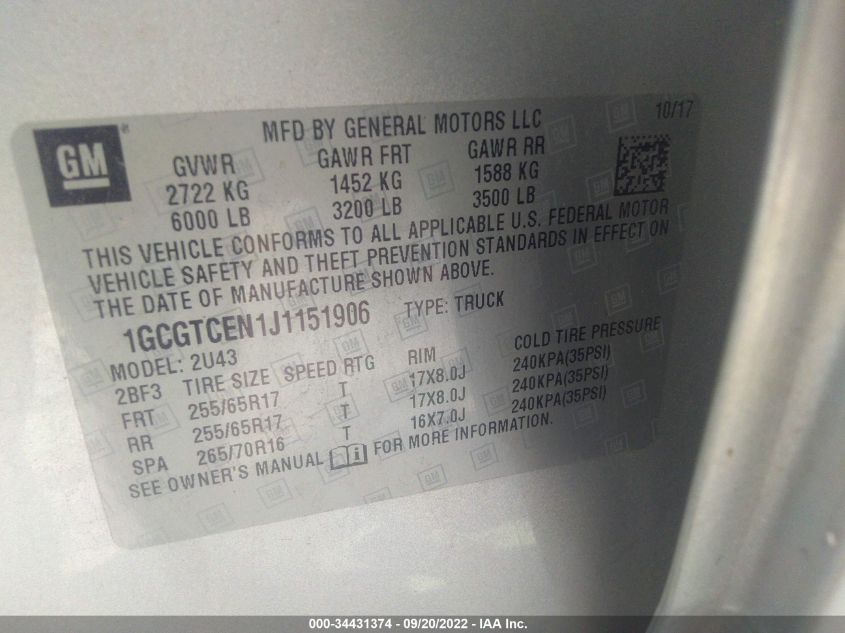 GM
MFD BY GENERAL MOTORS LLC
10/17
GVWR GAWR FRT GAWR RR
2722 KG 1452 KG 1588 KG
6000 LB 3200 LB 3500 LB
THIS VEHICLE CONFORMS TO ALL APPLICABLE U.S. FEDERAL MOTOR
VEHICLE SAFETY AND THEFT PREVENTION STANDARDS IN EFFECT ON
THE DATE OF MANUFACTURE SHOWN ABOVE.
1GCGTCEN1J1151906 TYPE: TRUCK
MODEL: 2U43
2BF3 TIRE SIZE SPEED RTG RIM COLD TIRE PRESSURE
FRT 255/65R17 T 17X8.0J 240KPA(35PSI)
RR 255/65R17 T 17X8.0J 240KPA(35PSI)
SPA 265/70R16 T 16X7.0J 240KPA(35PSI)
SEE OWNER'S MANUAL FOR MORE INFORMATION.
000-34431374 - 09/20/2022 - IAA Inc.